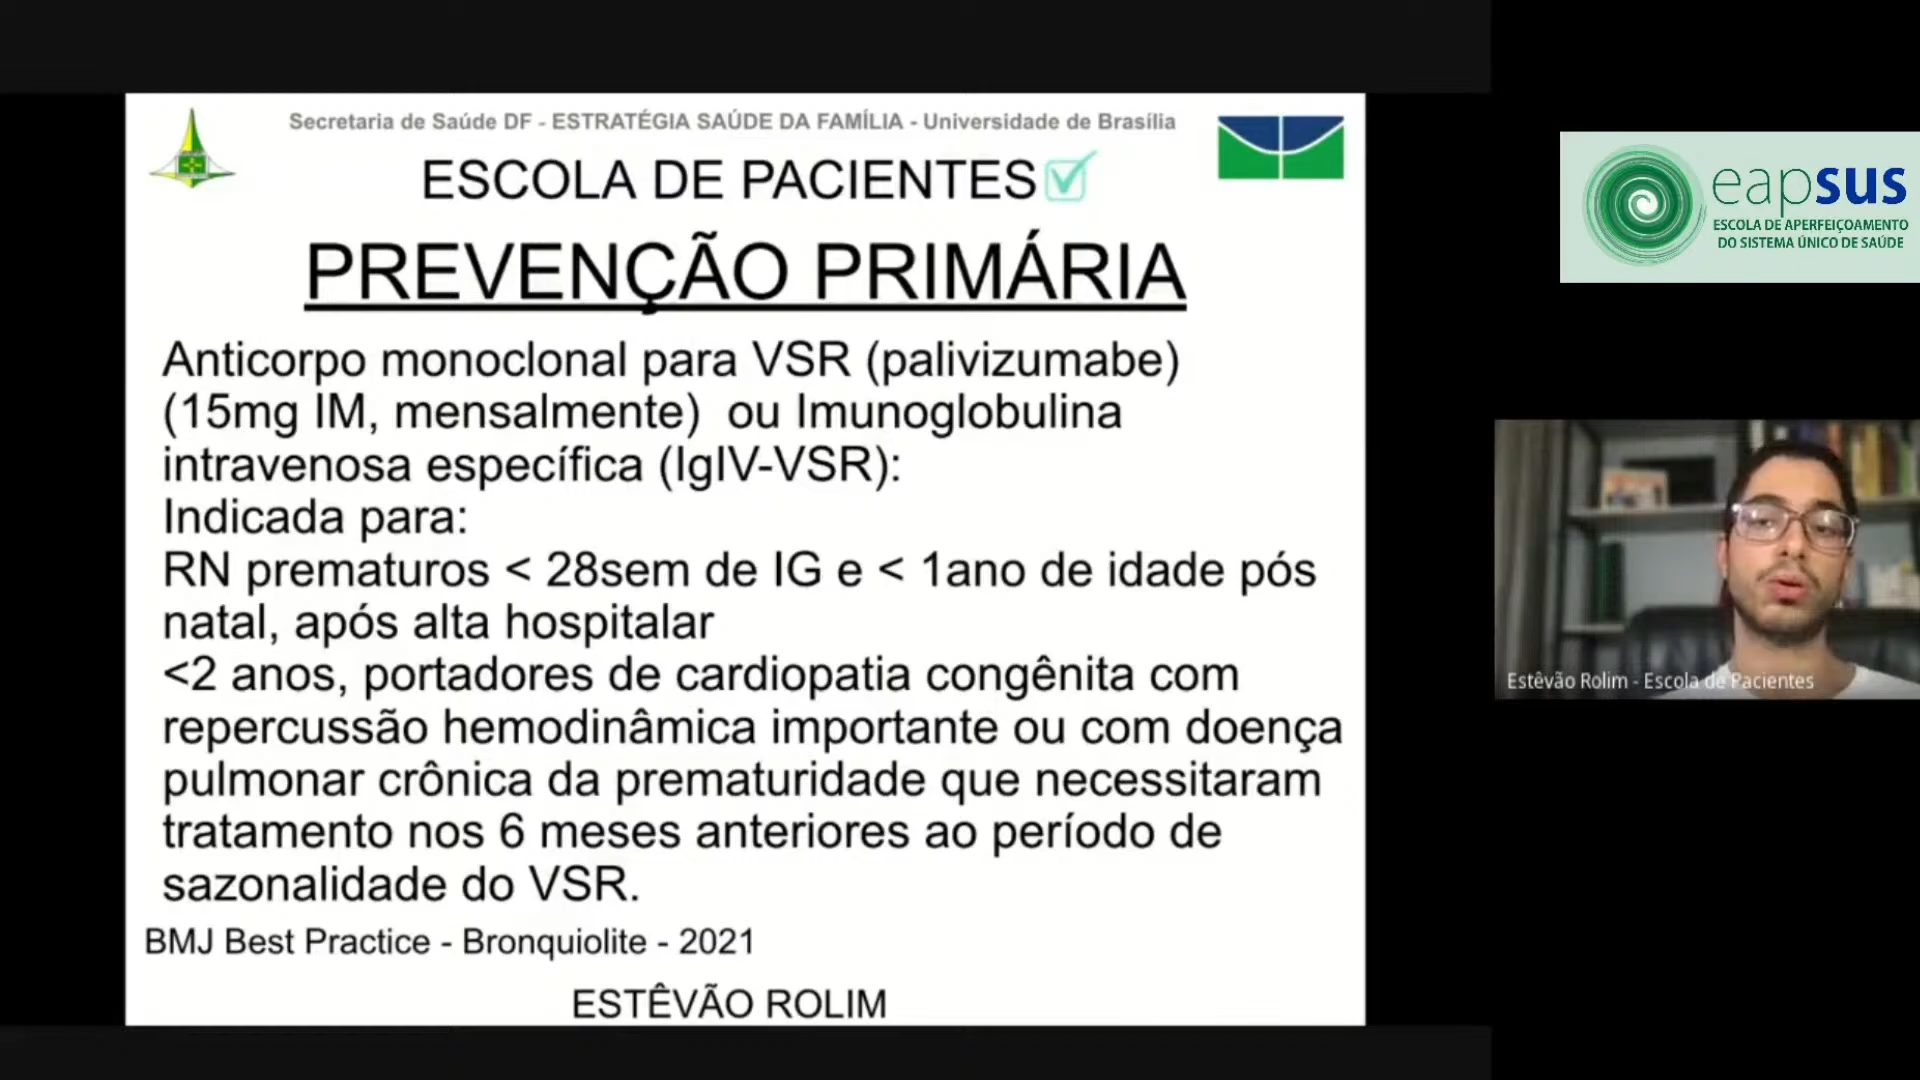 Secretaria de Saúde DF - ESTRATÉGIA SAÚDE DA FAMÍLIA - Universidade de Brasília
ESCOLA DE PACIENTES
PREVENÇÃO PRIMÁRIA
Anticorpo monoclonal para VSR (palivizumabe)
(15mg IM, mensalmente) ou Imunoglobulina
intravenosa específica (IgIV-VSR):
Indicada para:
RN prematuros < 28sem de IG e < 1ano de idade pós
natal, após alta hospitalar
<2 anos, portadores de cardiopatia congênita com
repercussão hemodinâmica importante ou com doença
pulmonar crônica da prematuridade que necessitaram
tratamento nos 6 meses anteriores ao período de
sazonalidade do VSR.
BMJ Best Practice - Bronquiolite - 2021
ESTÊVÃO ROLIM
eapsus
ESCOLA DE APERFEIÇOAMENTO
DO SISTEMA ÚNICO DE SAÚDE
Estêvão Rolim - Escola de Pacientes